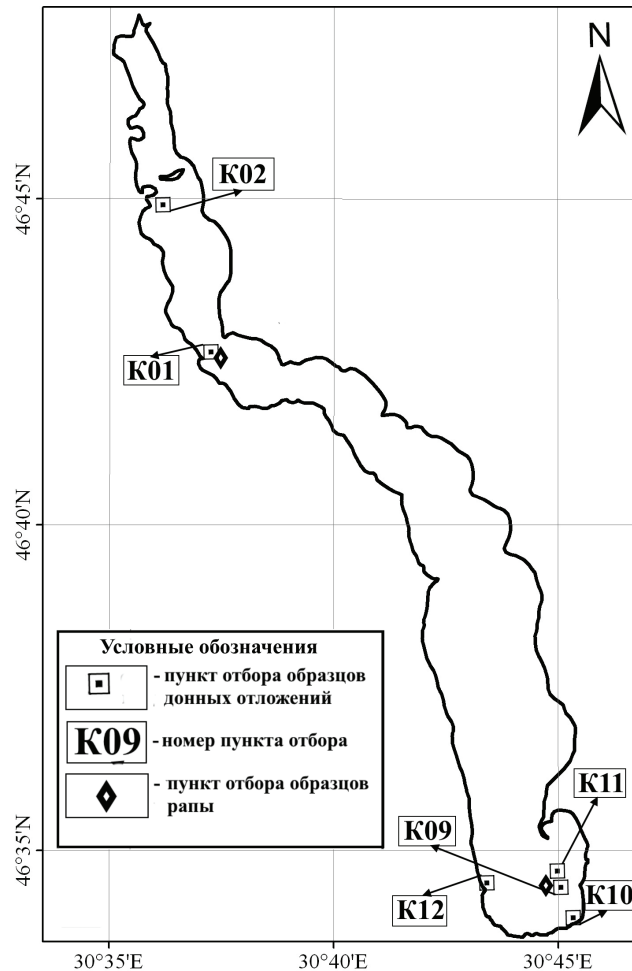 N
К02
46°45'N
К01
46°40'N
Условные обозначения
- пункт отбора образцов
донных отложений
К09
- номер пункта отбора
- пункт отбора образцов
рапы
К11
К09
46°35'N
К12
К10
30°35'E
30°40'E
30°45'E